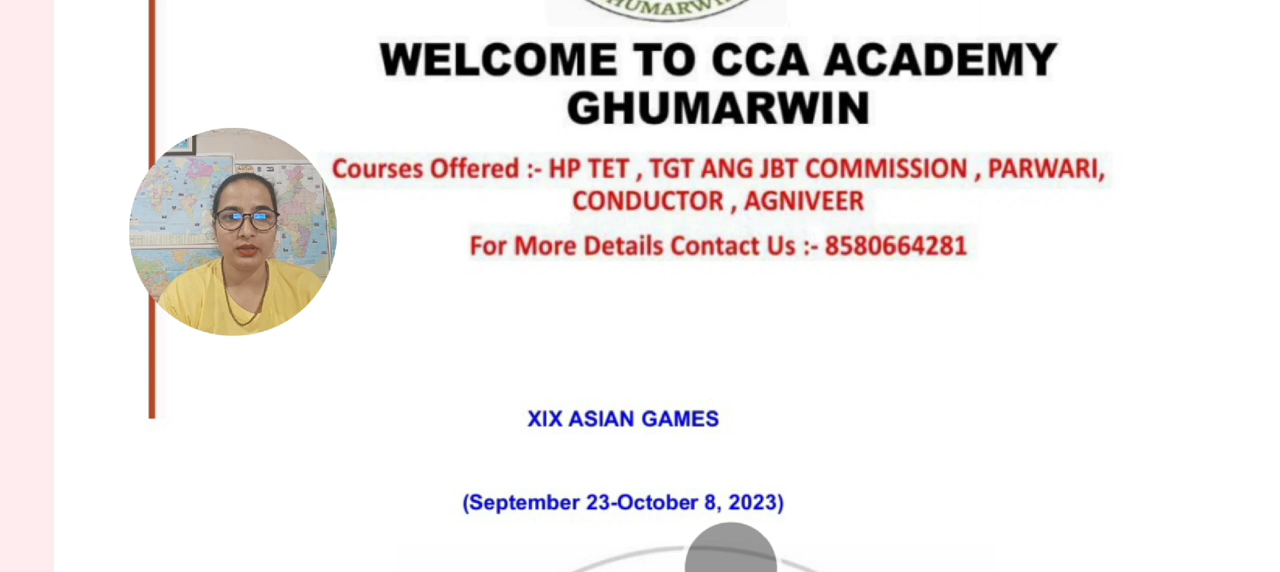 GHUMARWIN
WELCOME TO CCA ACADEMY
GHUMARWIN
Courses Offered :- HP TET , TGT ANG JBT COMMISSION , PARWARI,
CONDUCTOR , AGNIVEER
For More Details Contact Us :- 8580664281
XIX ASIAN GAMES
(September 23-October 8, 2023)